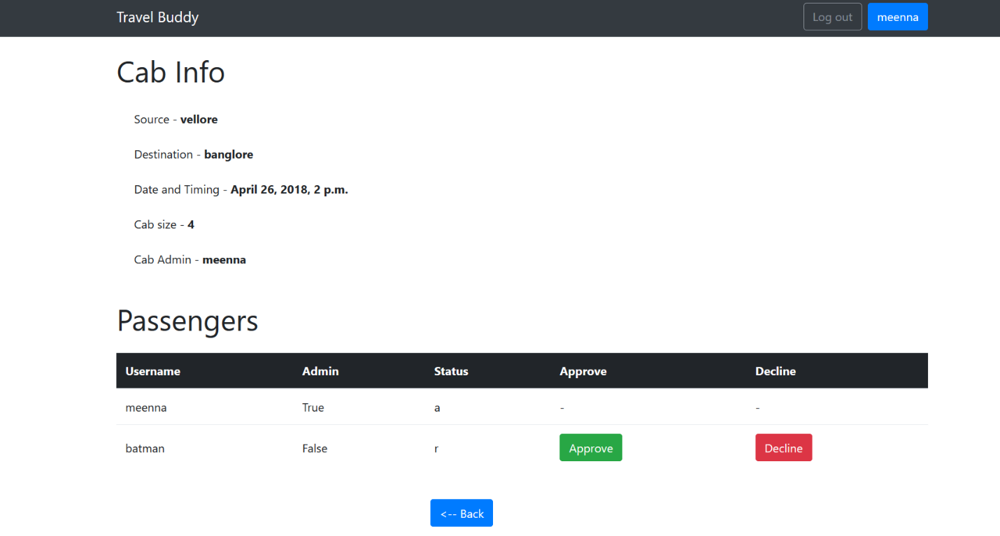 Travel Buddy Log out meenna
Cab Info
Source - vellore
Destination - banglore
Date and Timing - April 26, 2018, 2 p.m.
Cab size - 4
Cab Admin - meenna
Passengers
Username Admin Status Approve Decline
meenna True a - -
batman False r Approve Decline
<-- Back